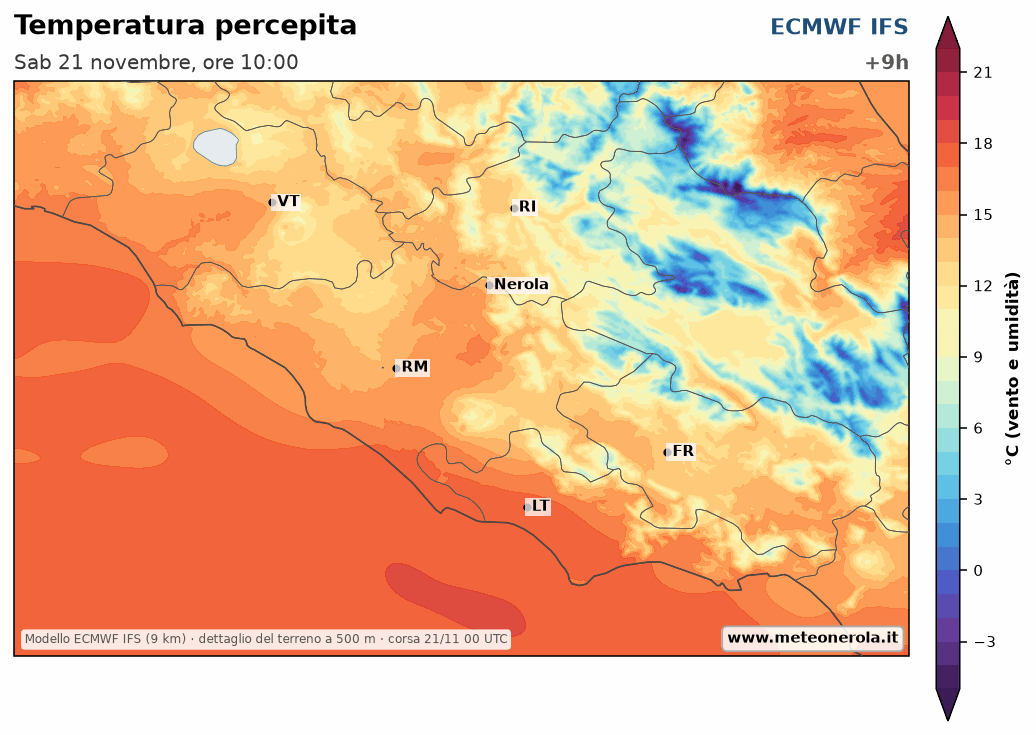 Temperatura percepita
ECMWF IFS
Sab 21 novembre, ore 10:00
+9h
VT
RI
Nerola
RM
FR
LT
Modello ECMWF IFS (9 km) · dettaglio del terreno a 500 m · corsa 21/11 00 UTC
www.meteonerola.it
21
18
15
12
9
6
3
0
−3
°C (vento e umidità)